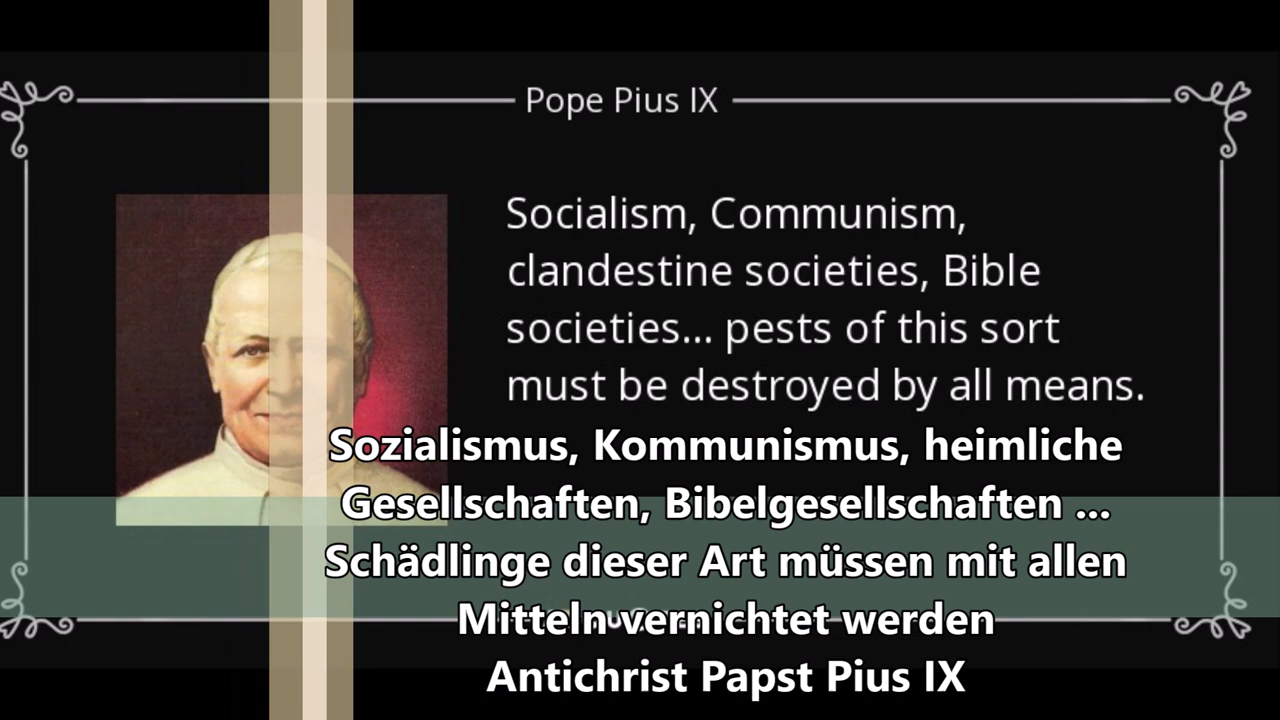 Pope Pius IX
Socialism, Communism,
clandestine societies, Bible
societies... pests of this sort
must be destroyed by all means.
Sozialismus, Kommunismus, heimliche
Gesellschaften, Bibelgesellschaften ...
Schädlinge dieser Art müssen mit allen
Mitteln vernichtet werden
Antichrist Papst Pius IX